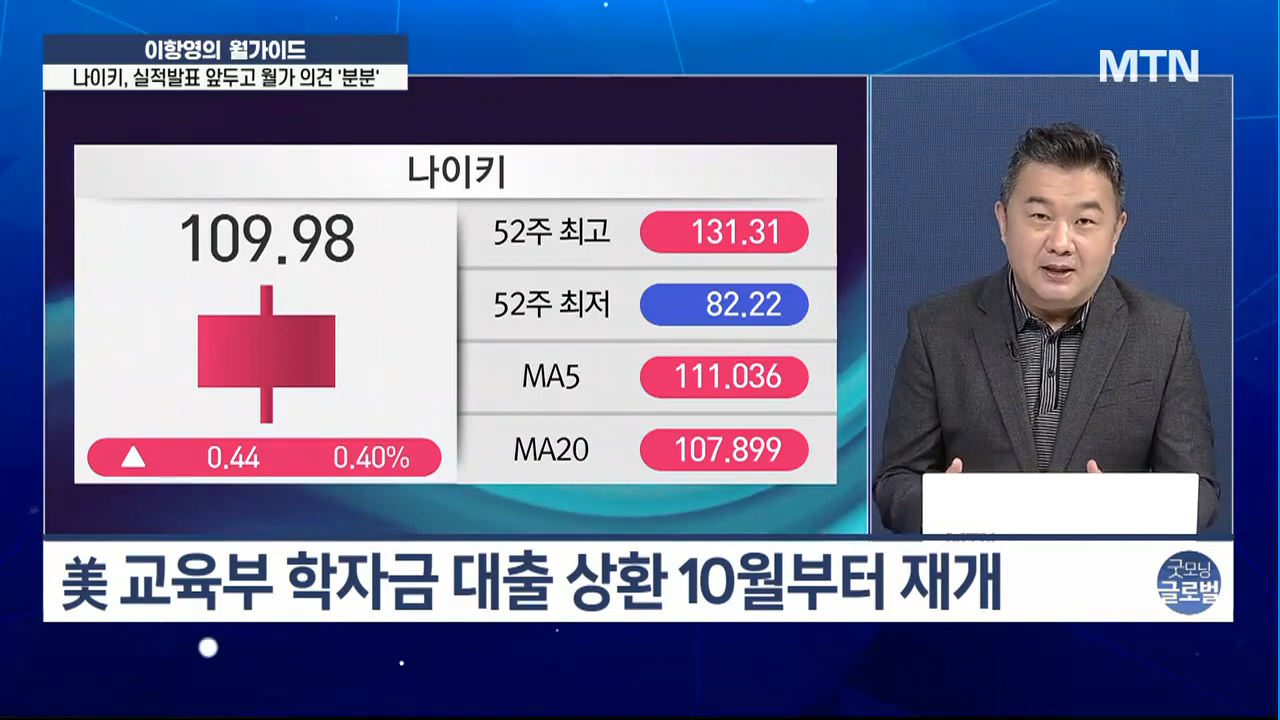 이항영의 월가이드
나이키, 실적발표 앞두고 월가 의견 '분분'
MTN
나이키
109.98
▲ 0.44 0.40%
52주 최고 131.31
52주 최저 82.22
MA5 111.036
MA20 107.899
美 교육부 학자금 대출 상환 10월부터 재개
굿모닝
글로벌